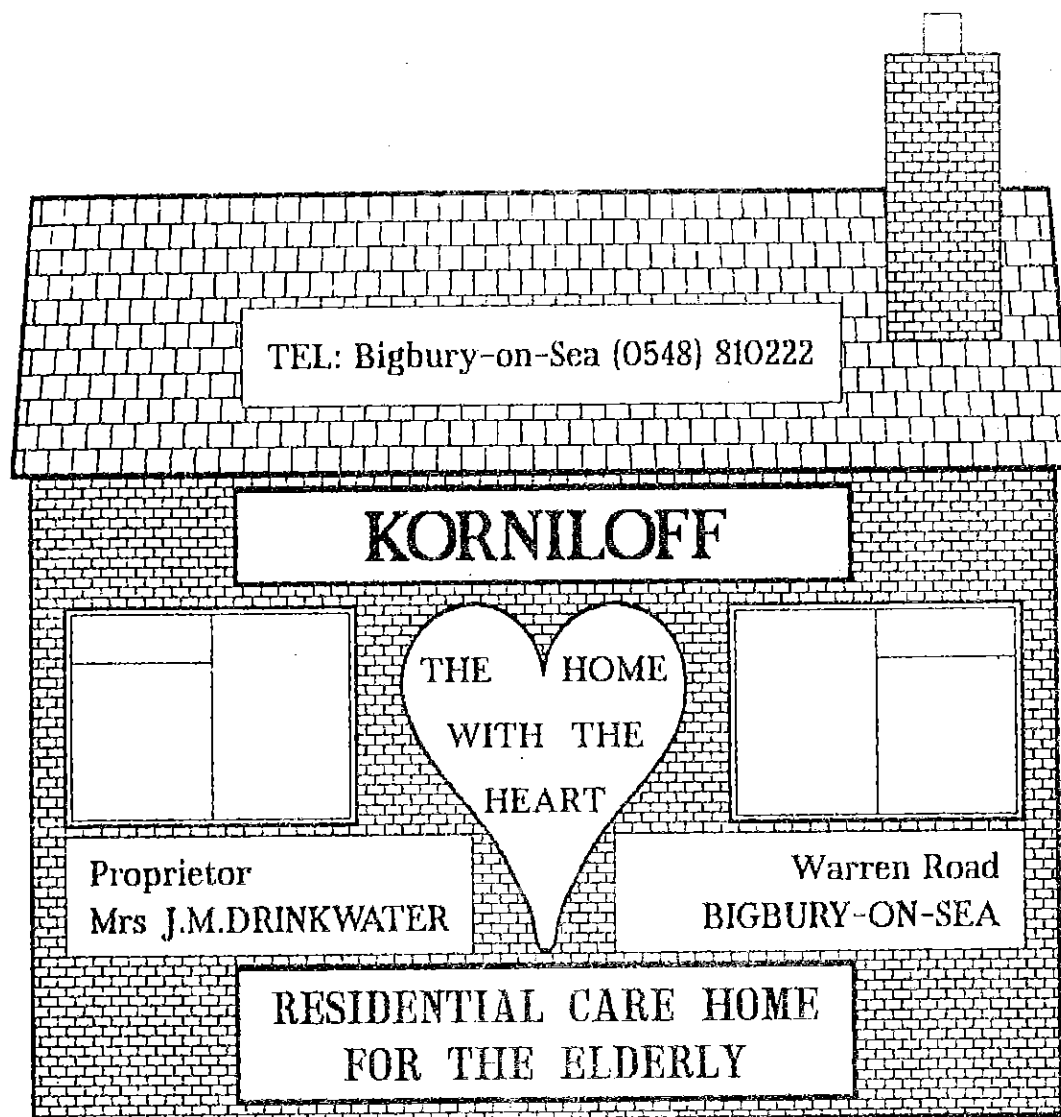 TEL: Bigbury-on-Sea (0548) 810222
KORNILOFF
THE HOME
WITH THE
HEART
Proprietor
Mrs J.M.DRINKWATER
Warren Road
BIGBURY-ON-SEA
RESIDENTIAL CARE HOME
FOR THE ELDERLY